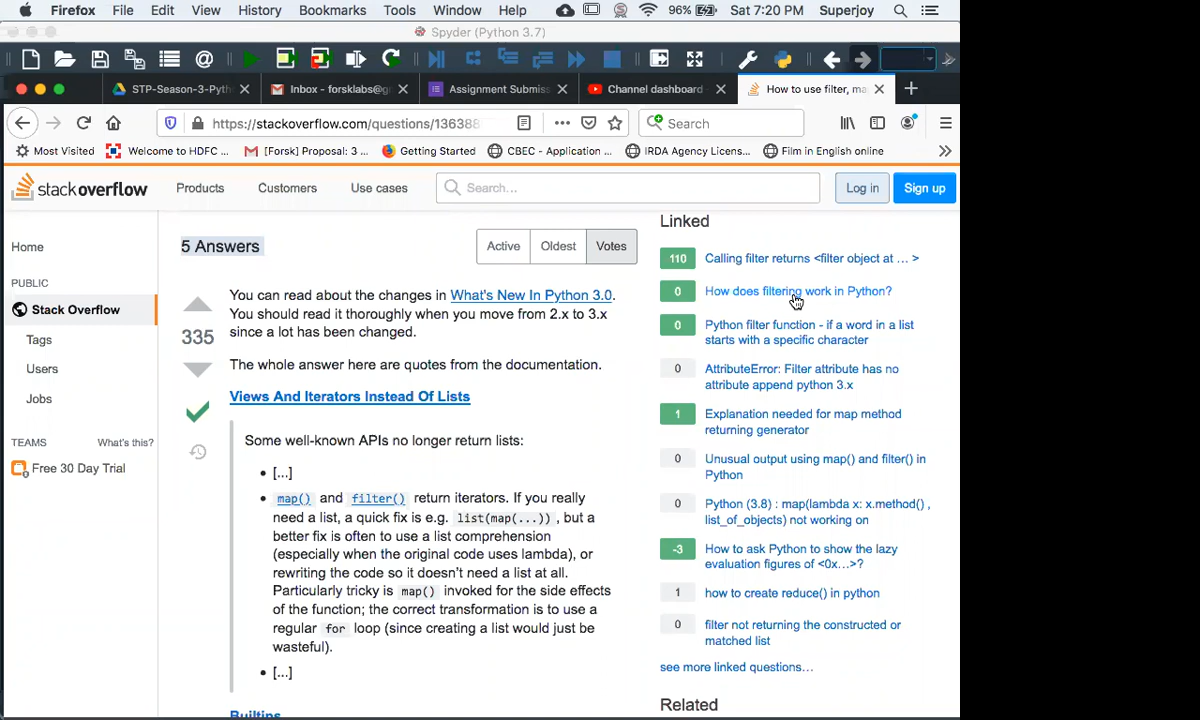 Firefox File Edit View History Bookmarks Tools Window Help 96% Sat 7:20 PM Superjoy
Spyder (Python 3.7)
STP-Season-3-Pyth
Inbox - forsklabs@g
Assignment Submiss
Channel dashboard -
How to use filter, ma
https://stackoverflow.com/questions/136388
Search
Most Visited
Welcome to HDFC ...
[Forsk] Proposal: 3 ...
Getting Started
CBEC - Application ...
IRDA Agency Licens...
Film in English online
stackoverflow
Products
Customers
Use cases
Search...
Log in
Sign up
Home
PUBLIC
Stack Overflow
Tags
Users
Jobs
TEAMS What's this?
Free 30 Day Trial
5 Answers
Active
Oldest
Votes
335
You can read about the changes in What's New In Python 3.0.
You should read it thoroughly when you move from 2.x to 3.x
since a lot has been changed.
The whole answer here are quotes from the documentation.
Views And Iterators Instead Of Lists
Some well-known APIs no longer return lists:
• [...]
• map() and filter() return iterators. If you really
need a list, a quick fix is e.g. list(map(...)), but a
better fix is often to use a list comprehension
(especially when the original code uses lambda), or
rewriting the code so it doesn't need a list at all.
Particularly tricky is map() invoked for the side effects
of the function; the correct transformation is to use a
regular for loop (since creating a list would just be
wasteful).
• [...]
Builtins
Linked
110 Calling filter returns <filter object at ... >
0 How does filtering work in Python?
0 Python filter function - if a word in a list
starts with a specific character
0 AttributeError: Filter attribute has no
attribute append python 3.x
1 Explanation needed for map method
returning generator
0 Unusual output using map() and filter() in
Python
0 Python (3.8) : map(lambda x: x.method() ,
list_of_objects) not working on
-3 How to ask Python to show the lazy
evaluation figures of <0x...>?
1 how to create reduce() in python
0 filter not returning the constructed or
matched list
see more linked questions...
Related